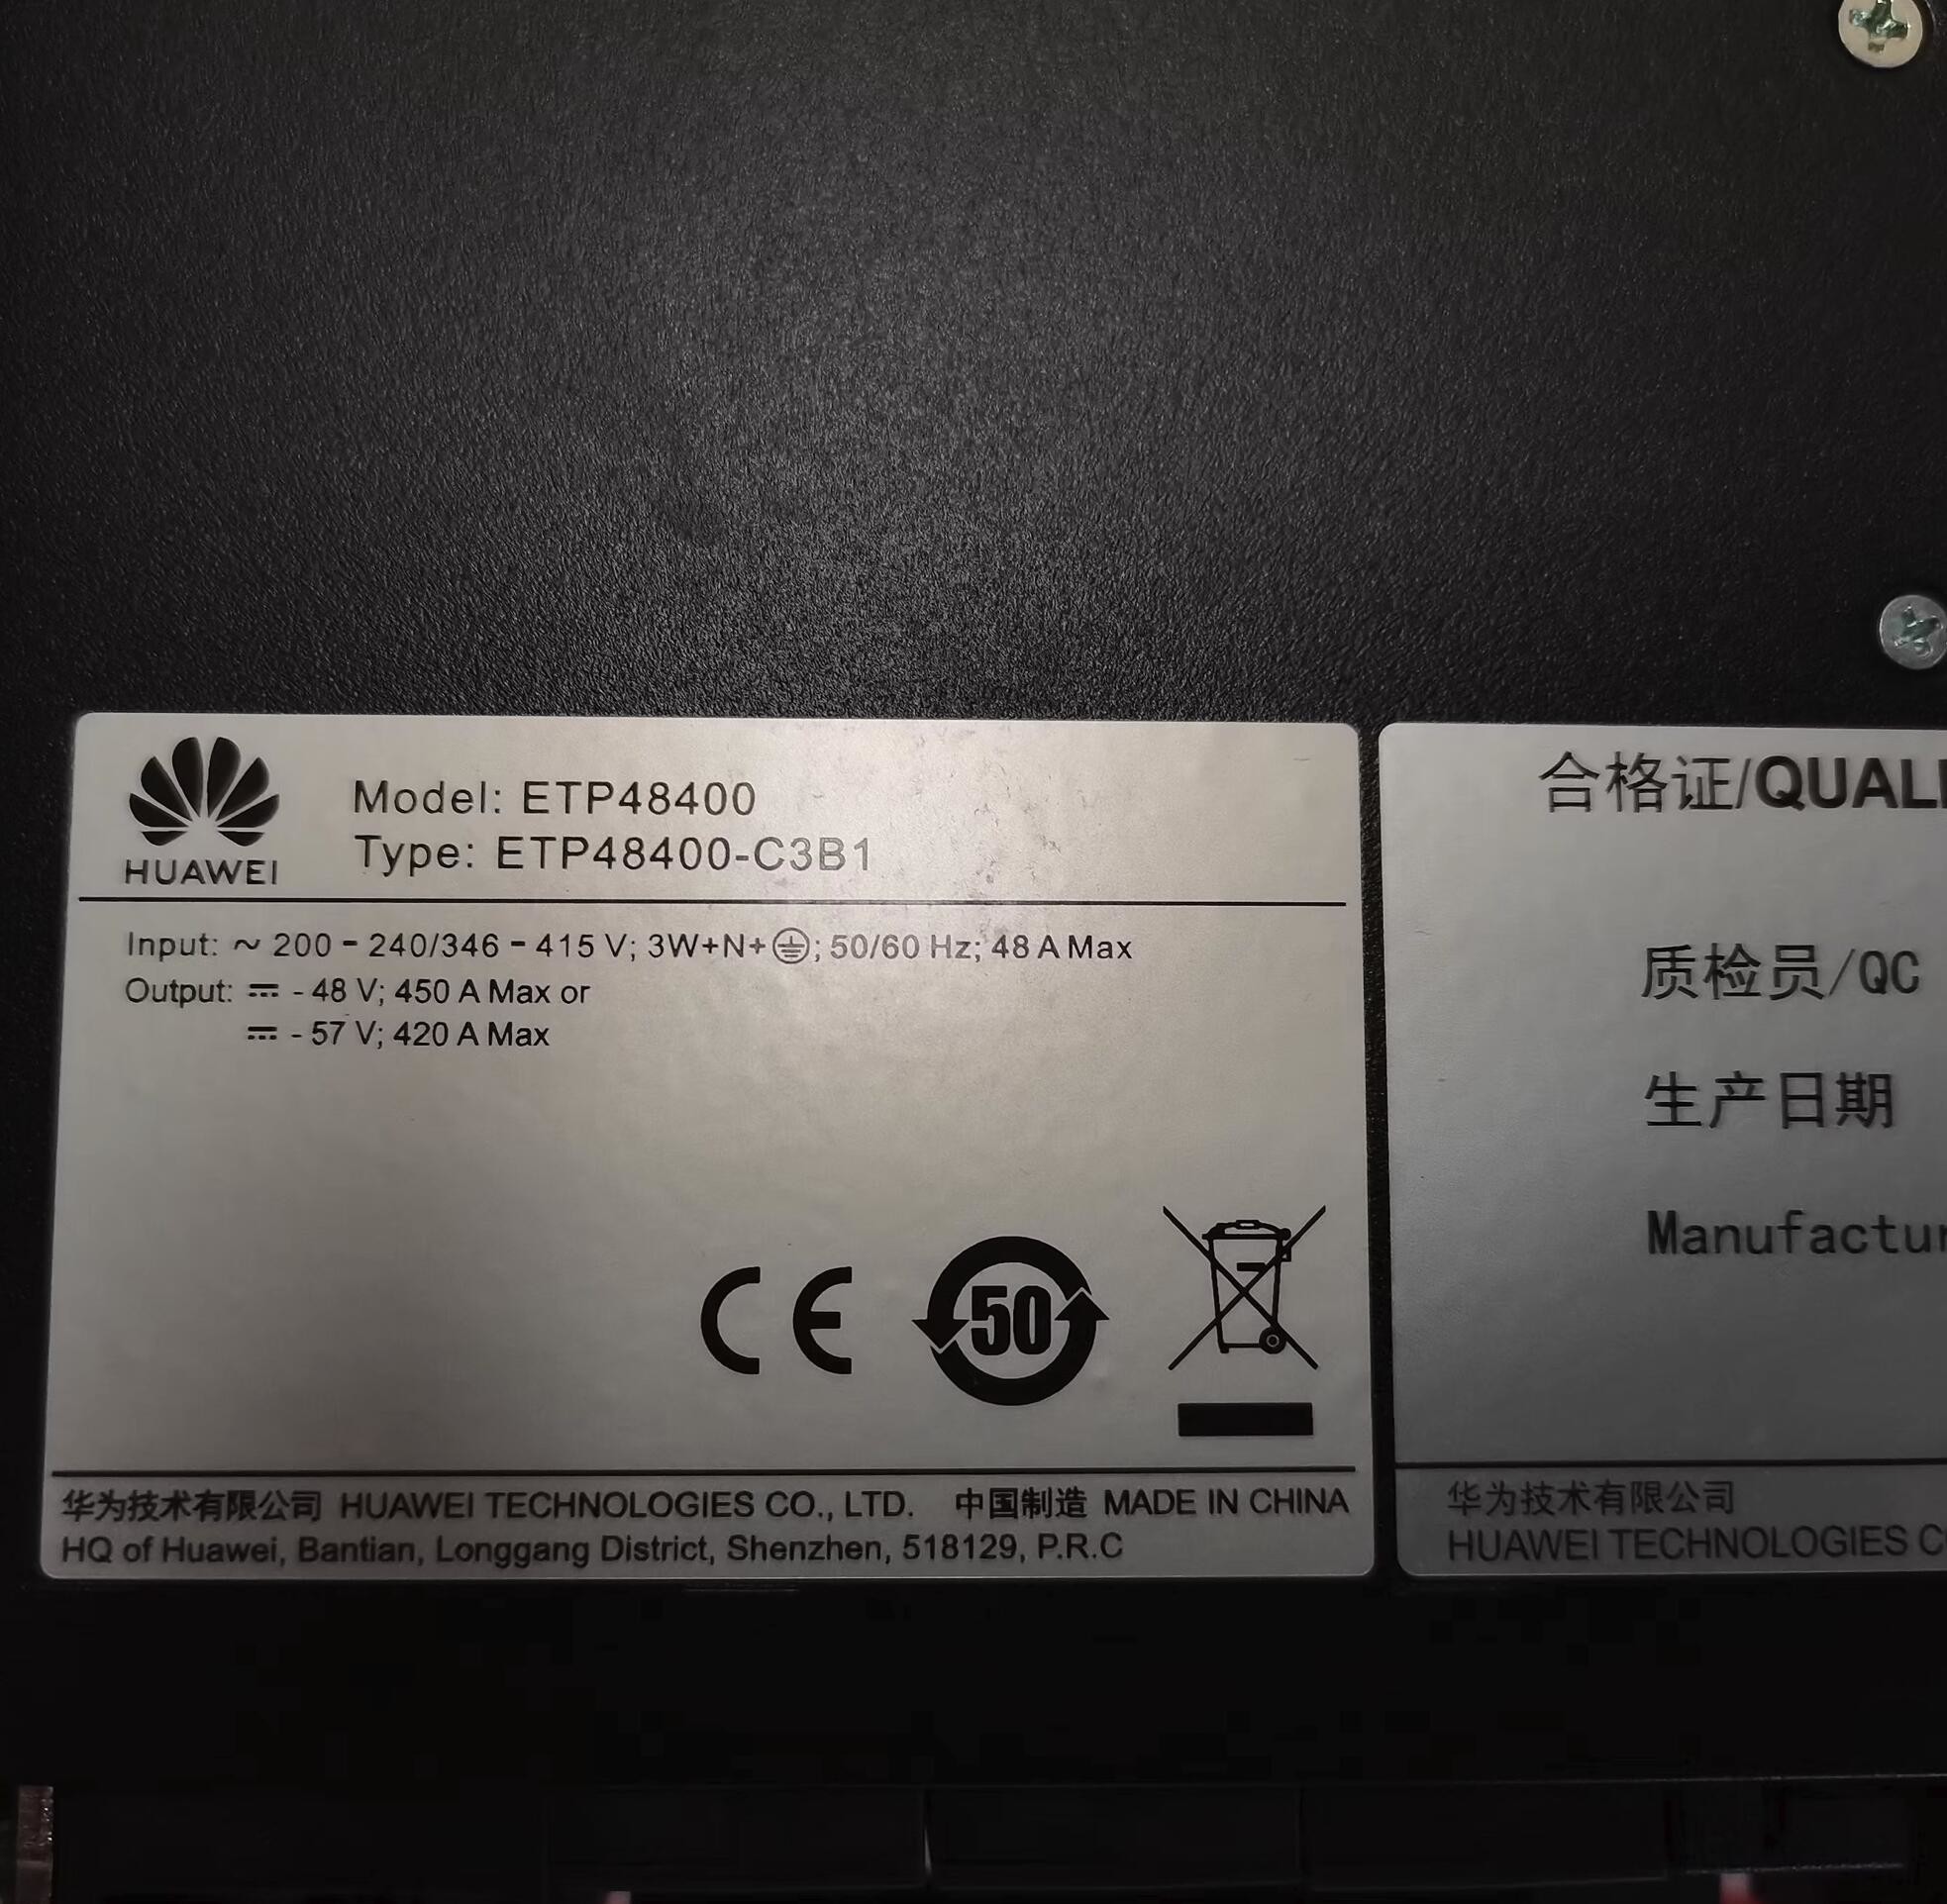 HUAWEI
Model: ETP48400
Type: ETP48400-C3B1
Input: ~ 200 - 240/346 - 415 V; 3W+N+⏚; 50/60 Hz; 48 A Max
Output: ⎓ - 48 V; 450 A Max or
⎓ - 57 V; 420 A Max
CE
50
华为技术有限公司 HUAWEI TECHNOLOGIES CO., LTD. 中国制造 MADE IN CHINA
HQ of Huawei, Bantian, Longgang District, Shenzhen, 518129, P.R.C
合格证/QUALI
质检员/QC
生产日期
Manufactur
华为技术有限公司
HUAWEI TECHNOLOGIES C